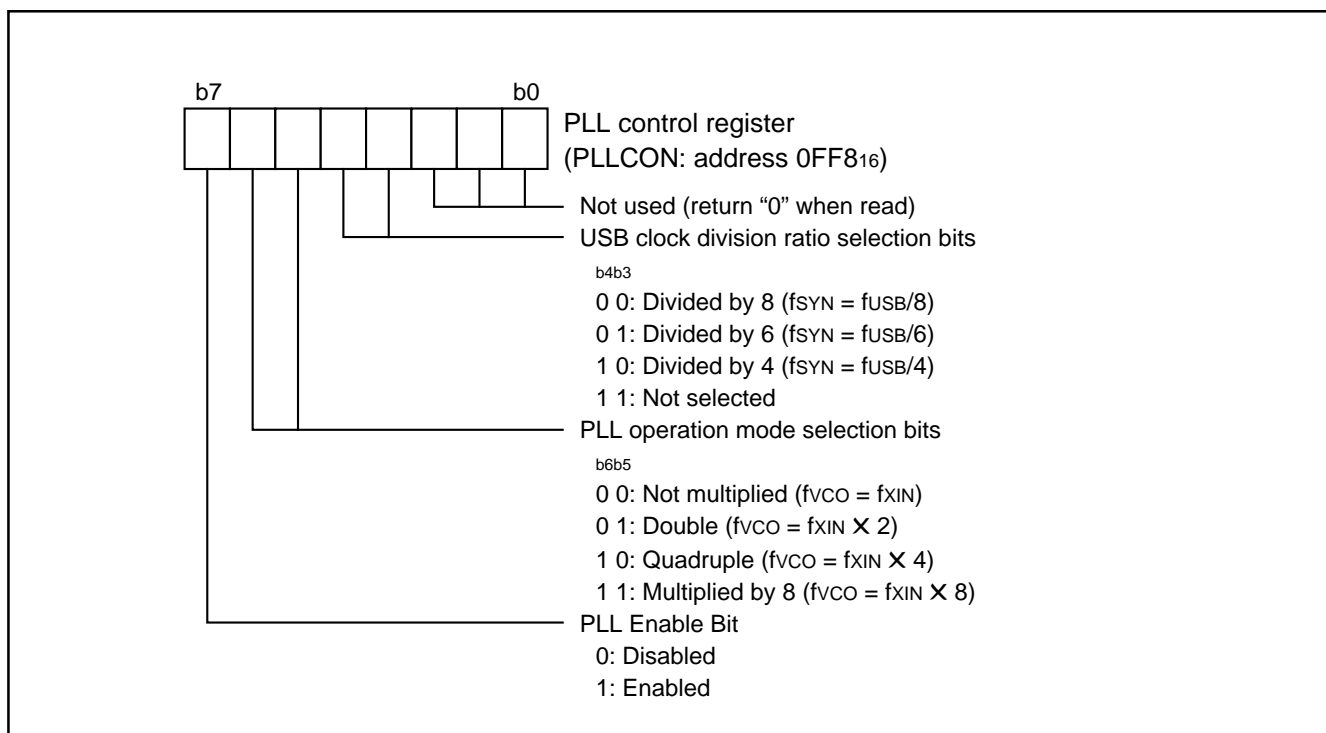 b7 b0
PLL control register
(PLLCON: address 0FF816)
Not used (return “0” when read)
USB clock division ratio selection bits
b4b3
0 0: Divided by 8 (fSYN = fUSB/8)
0 1: Divided by 6 (fSYN = fUSB/6)
1 0: Divided by 4 (fSYN = fUSB/4)
1 1: Not selected
PLL operation mode selection bits
b6b5
0 0: Not multiplied (fVCO = fXIN)
0 1: Double (fVCO = fXIN ✕ 2)
1 0: Quadruple (fVCO = fXIN ✕ 4)
1 1: Multiplied by 8 (fVCO = fXIN ✕ 8)
PLL Enable Bit
0: Disabled
1: Enabled